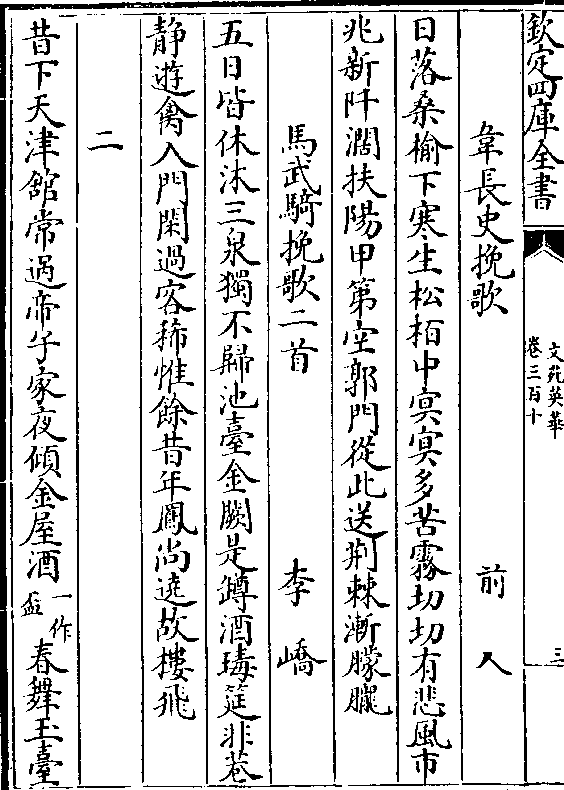 欽定四庫全書
文苑英華
卷三百十
三
韋長史挽歌 前人
日落桑榆下寒生松栢中㝠㝠多苦霧切切有悲風市
兆新阡濶扶陽甲第空郭門從此送荆棘漸朦朧
馬武騎挽歌二首 李嶠
五日皆休沐三泉獨不歸池臺金闕是鐏酒瑇筵非巷
静遊禽入門閑過客稀惟餘昔年鳳尚遶故樓飛
二
昔下天津舘常過帝子家夜傾金屋酒一作盃春舞玉臺